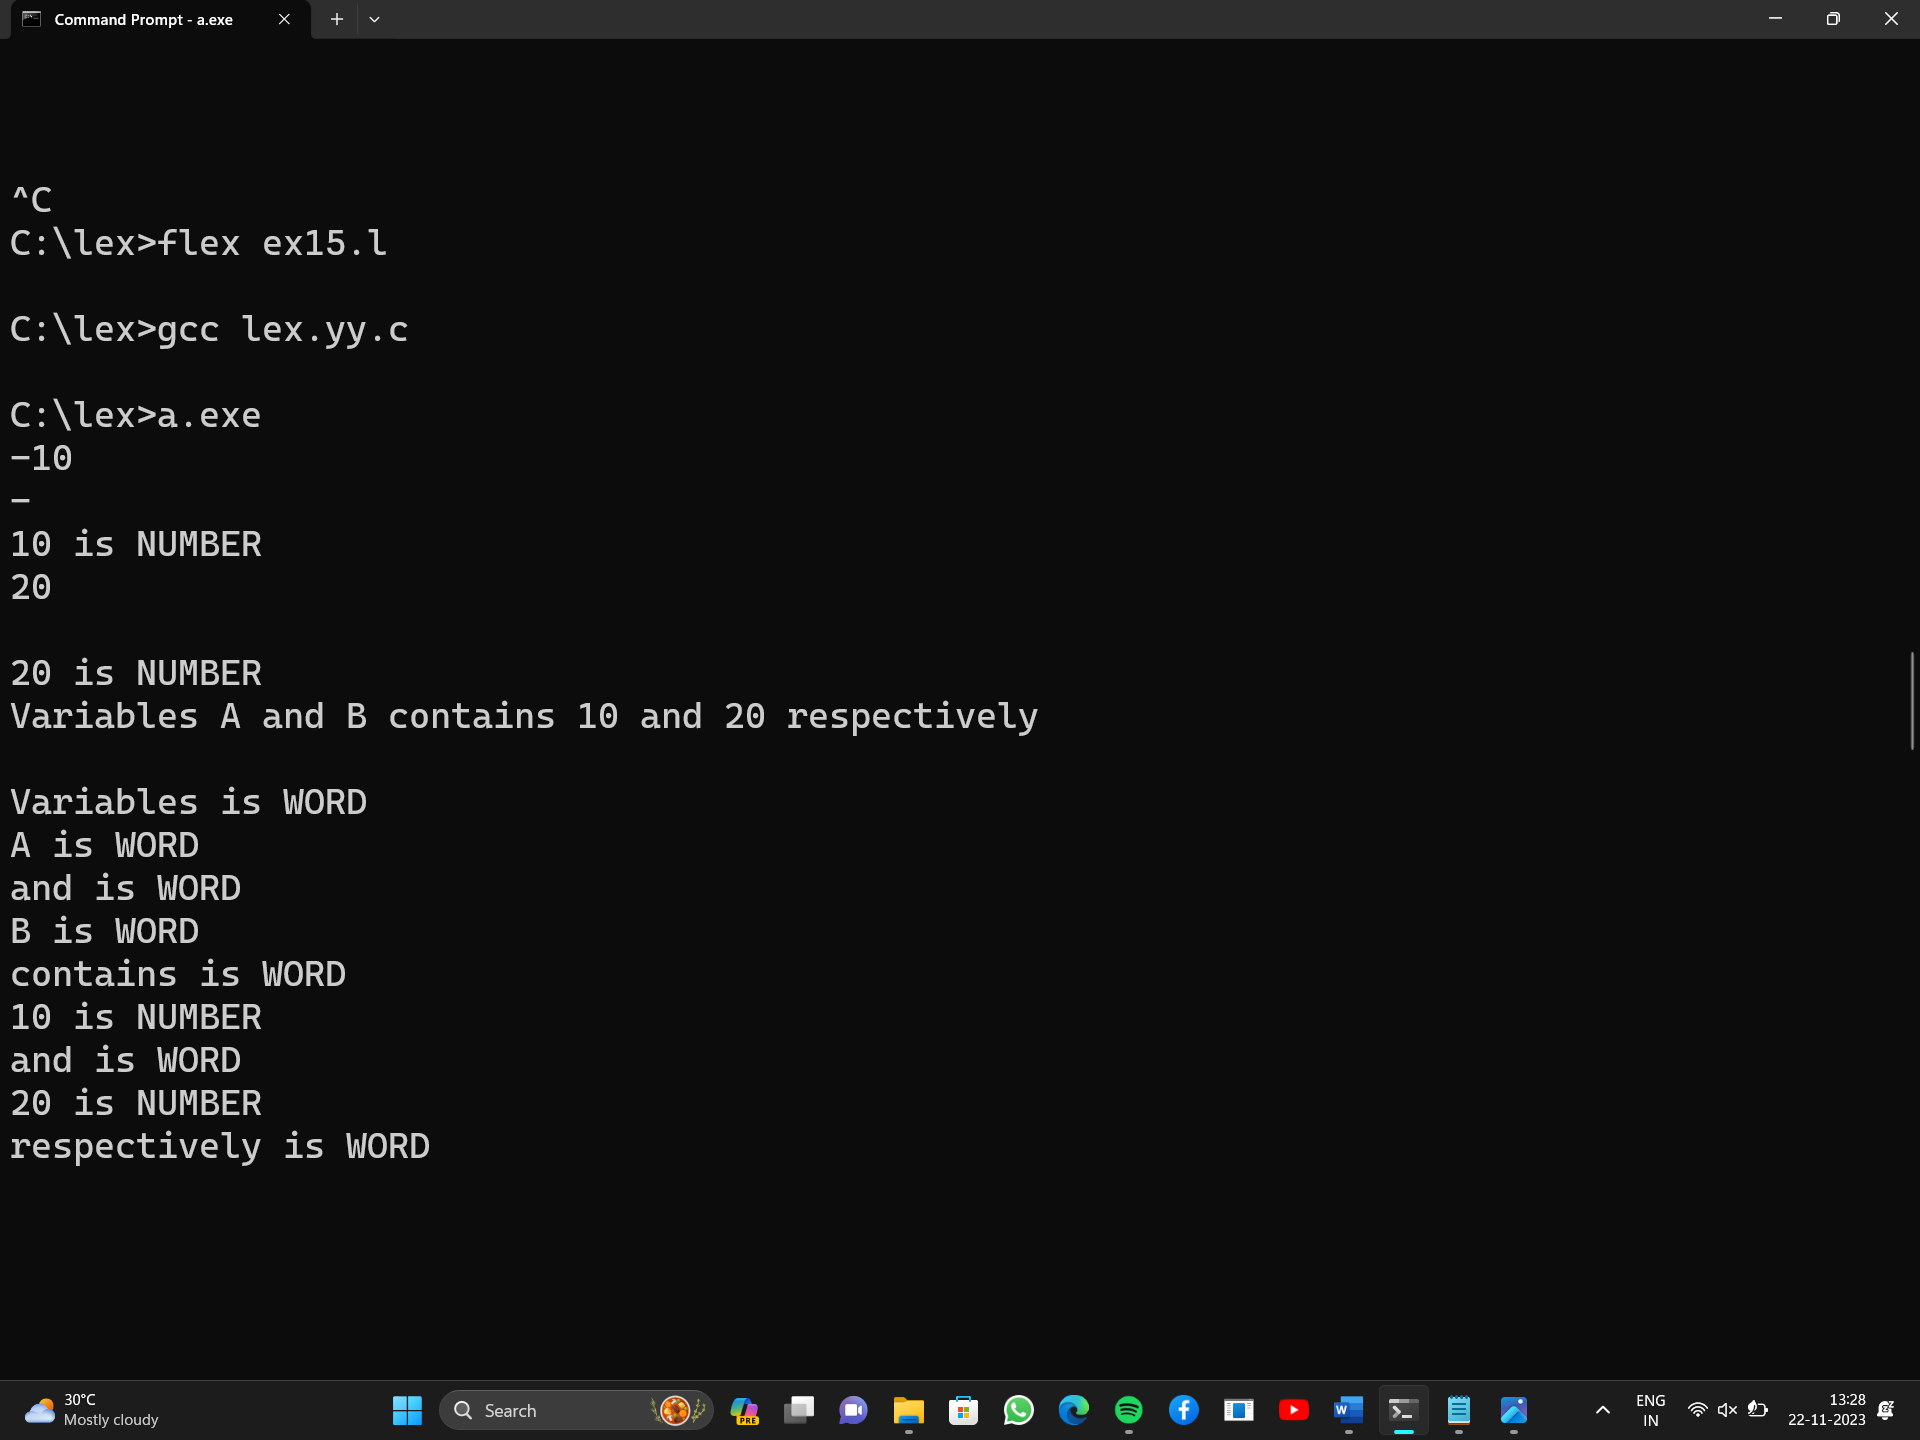 Command Prompt - a.exe
^C
C:\lex>flex ex15.l
C:\lex>gcc lex.yy.c
C:\lex>a.exe
-10
-
10 is NUMBER
20
20 is NUMBER
Variables A and B contains 10 and 20 respectively
Variables is WORD
A is WORD
and is WORD
B is WORD
contains is WORD
10 is NUMBER
and is WORD
20 is NUMBER
respectively is WORD
30°C
Mostly cloudy
Search
PRE
W
ENG
IN
13:28
22-11-2023